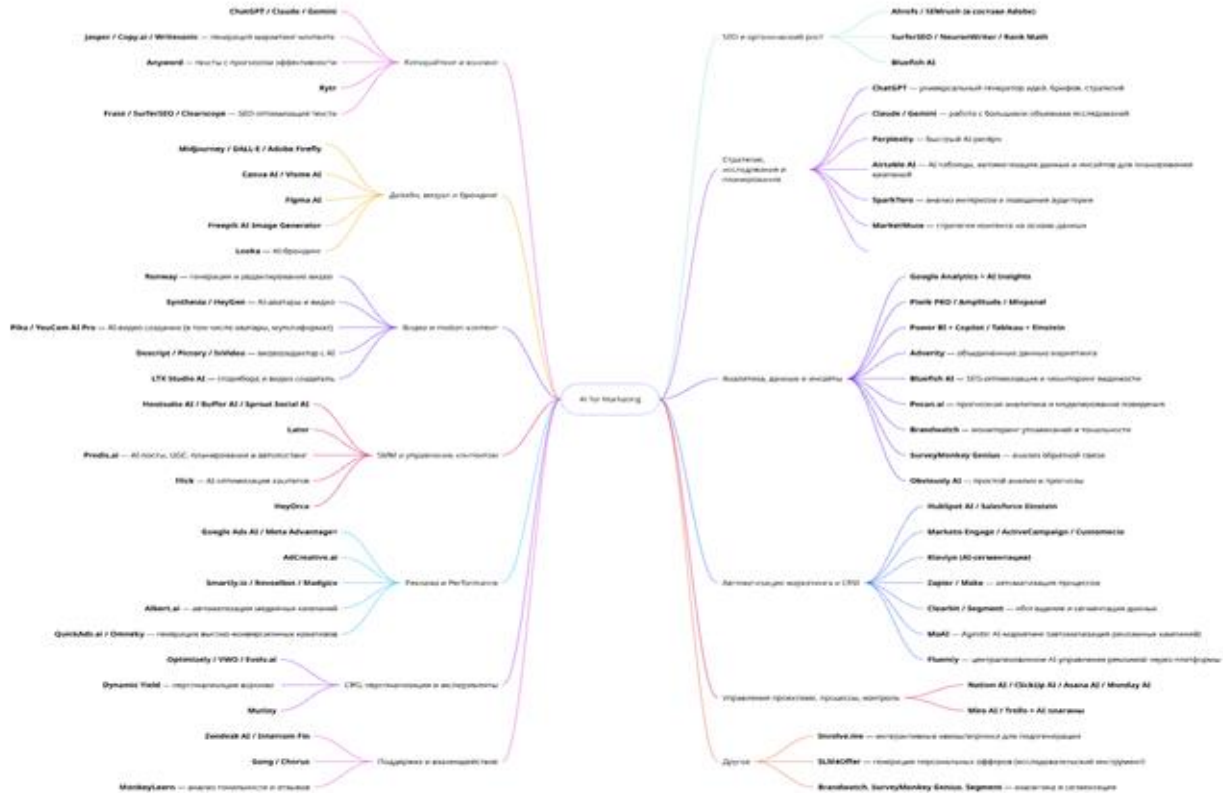 ChatGPT / Claude / Gemini
Jasper / Copy.ai / Writesonic — генерация маркетинг-контента
Anyword — тексты с прогнозом эффективности
Rytr
Frase / SurferSEO / Clearscope — SEO-оптимизация текста
Копирайтинг и контент
Midjourney / DALL-E / Adobe Firefly
Canva AI / Visme AI
Figma AI
Freepik AI Image Generator
Looka — AI-брендинг
Дизайн, визуал и брендинг
Runway — генерация и редактирование видео
Synthesia / HeyGen — AI-аватары и видео
Pika / YouCam AI Pro — AI-видео создание (в том числе аватары, мультиформат)
Descript / Pictory / InVideo — видеоредактор с AI
LTX Studio AI — сториборд и видео создатель
Видео и motion-контент
Hootsuite AI / Buffer AI / Sprout Social AI
Later
Predis.ai — AI-посты, UGC, планирование и автопостинг
Flick — AI-оптимизация хэштегов
HeyOrca
SMM и управление контентом
Google Ads AI / Meta Advantage+
AdCreative.ai
Smartly.io / Revealbot / Madgicx
Albert.ai — автоматизация медийных кампаний
QuickAds.ai / Omneky — генерация высоко-конверсионных креативов
Реклама и Performance
Optimizely / VWO / Evolv.ai
Dynamic Yield — персонализация воронки
Mutiny
CRO, персонализация и эксперименты
Zendesk AI / Intercom Fin
Gong / Chorus
MonkeyLearn — анализ тональности и отзывов
Поддержка и взаимодействие
AI for Marketing
SEO и органический рост
Ahrefs / SEMrush (в составе Adobe)
SurferSEO / NeuronWriter / Rank Math
Bluefish AI
Стратегия,
исследования и
планирование
ChatGPT — универсальный генератор идей, брифов, стратегий
Claude / Gemini — работа с большими объемами исследований
Perplexity — быстрый AI-ресёрч
Airtable AI — AI-таблицы, автоматизация данных и инсайтов для планирования
кампаний
SparkToro — анализ интересов и поведения аудитории
MarketMuse — стратегия контента на основе данных
Аналитика, данные и инсайты
Google Analytics + AI Insights
Piwik PRO / Amplitude / Mixpanel
Power BI + Copilot / Tableau + Einstein
Adverity — объединение данных маркетинга
Bluefish AI — SEO-оптимизация и мониторинг видимости
Pecan.ai — прогнозная аналитика и моделирование поведения
Brandwatch — мониторинг упоминаний и тональности
SurveyMonkey Genius — анализ обратной связи
Obviously AI — простой анализ и прогнозы
Автоматизация маркетинга и CRM
HubSpot AI / Salesforce Einstein
Marketo Engage / ActiveCampaign / Customer.io
Klaviyo (AI-сегментация)
Zapier / Make — автоматизация процессов
Clearbit / Segment — обогащение и сегментация данных
MoAI — Agentic AI-маркетинг (автоматизация рекламных кампаний)
Fluency — централизованное AI-управление рекламой через платформы
Управление проектами, процессы, контроль
Notion AI / ClickUp AI / Asana AI / Monday AI
Miro AI / Trello + AI плагины
Другое
Involve.me — интерактивные квизы/воронки для лидогенерации
SLM4Offer — генерация персональных офферов (исследовательский инструмент)
Brandwatch, SurveyMonkey Genius, Segment — аналитика и сегментация